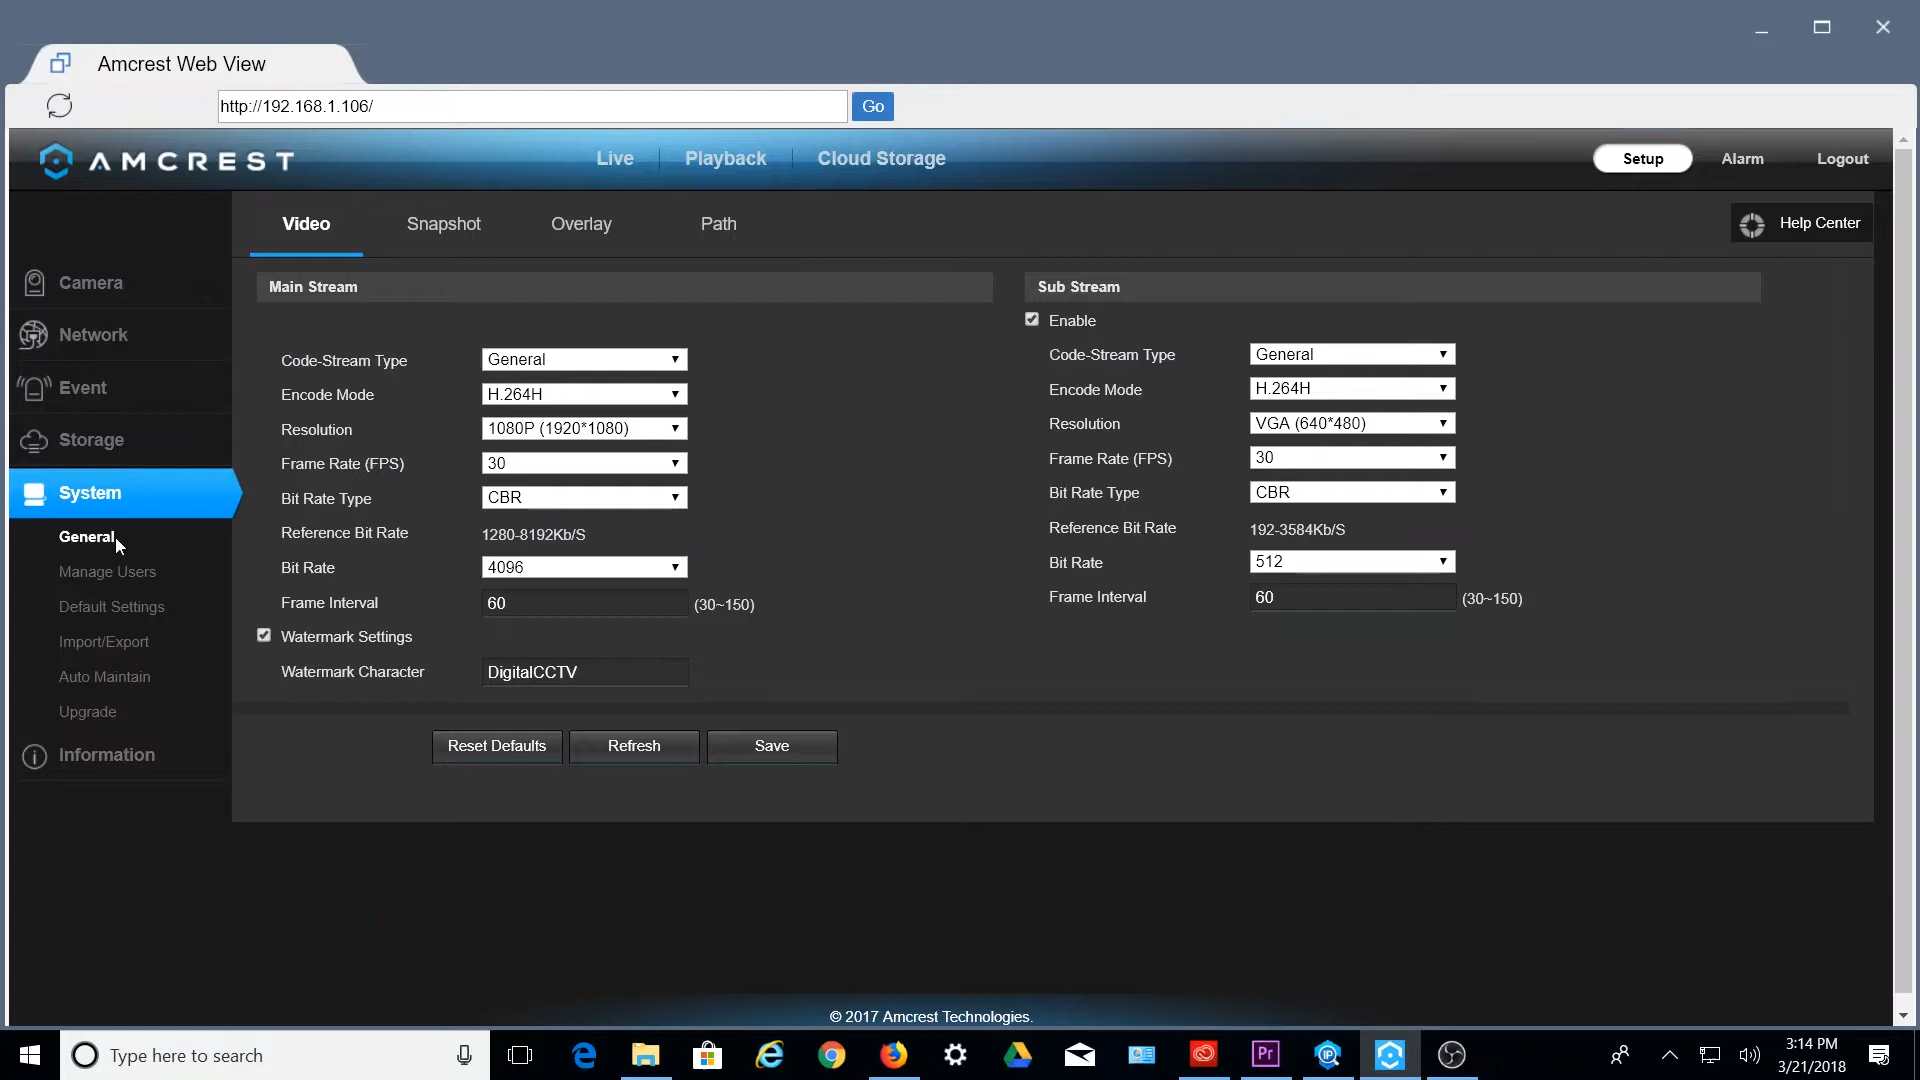 Amcrest Web View
http://192.168.1.106/ Go
AMCREST Live Playback Cloud Storage Setup Alarm Logout
Video Snapshot Overlay Path Help Center
Camera
Network
Event
Storage
System
General
Manage Users
Default Settings
Import/Export
Auto Maintain
Upgrade
Information
Main Stream
Code-Stream Type General
Encode Mode H.264H
Resolution 1080P (1920*1080)
Frame Rate (FPS) 30
Bit Rate Type CBR
Reference Bit Rate 1280-8192Kb/S
Bit Rate 4096
Frame Interval 60 (30~150)
Watermark Settings
Watermark Character DigitalCCTV
Sub Stream
Enable
Code-Stream Type General
Encode Mode H.264H
Resolution VGA (640*480)
Frame Rate (FPS) 30
Bit Rate Type CBR
Reference Bit Rate 192-3584Kb/S
Bit Rate 512
Frame Interval 60 (30~150)
Reset Defaults Refresh Save
© 2017 Amcrest Technologies.
Type here to search
Pr
IP
3:14 PM
3/21/2018